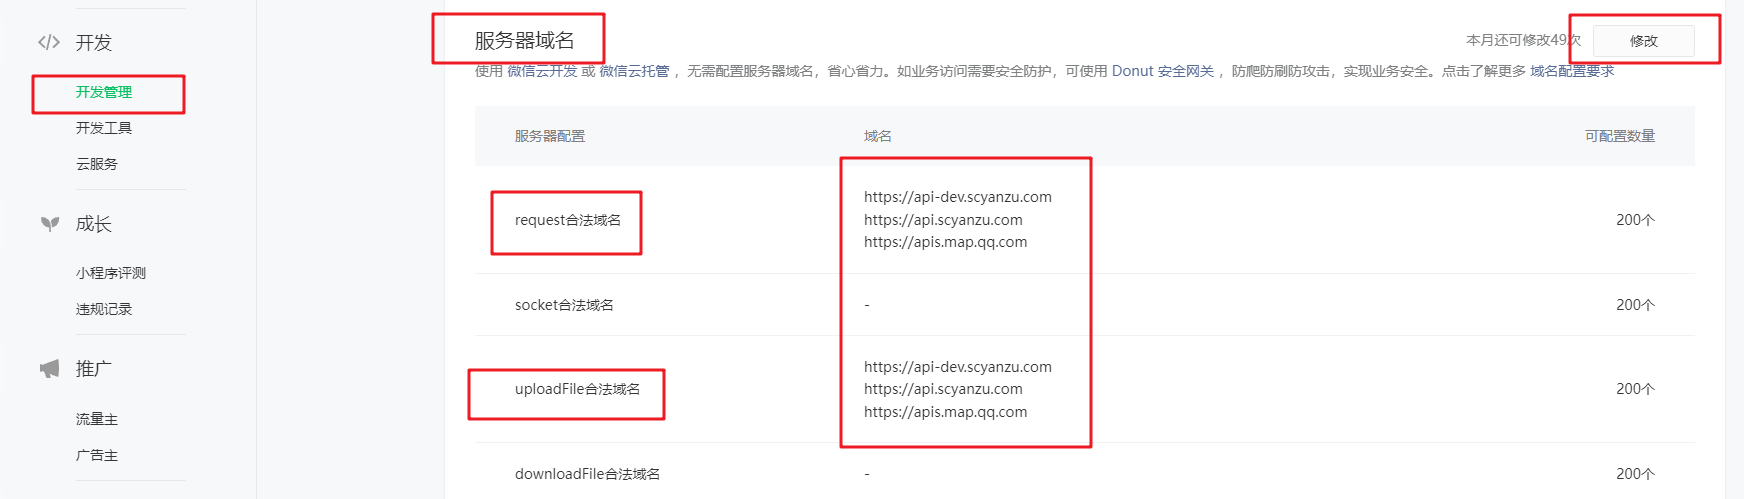 开发
开发管理
开发工具
云服务
成长
小程序评测
违规记录
推广
流量主
广告主
服务器域名
本月还可修改49次
修改
使用 微信云开发 或 微信云托管 ，无需配置服务器域名，省心省力。如业务访问需要安全防护，可使用 Donut 安全网关 ，防爬防刷防攻击，实现业务安全。点击了解更多 域名配置要求
服务器配置 域名 可配置数量
https://api-dev.scyanzu.com
request合法域名 https://api.scyanzu.com 200个
https://apis.map.qq.com
socket合法域名 - 200个
https://api-dev.scyanzu.com
uploadFile合法域名 https://api.scyanzu.com 200个
https://apis.map.qq.com
downloadFile合法域名 - 200个